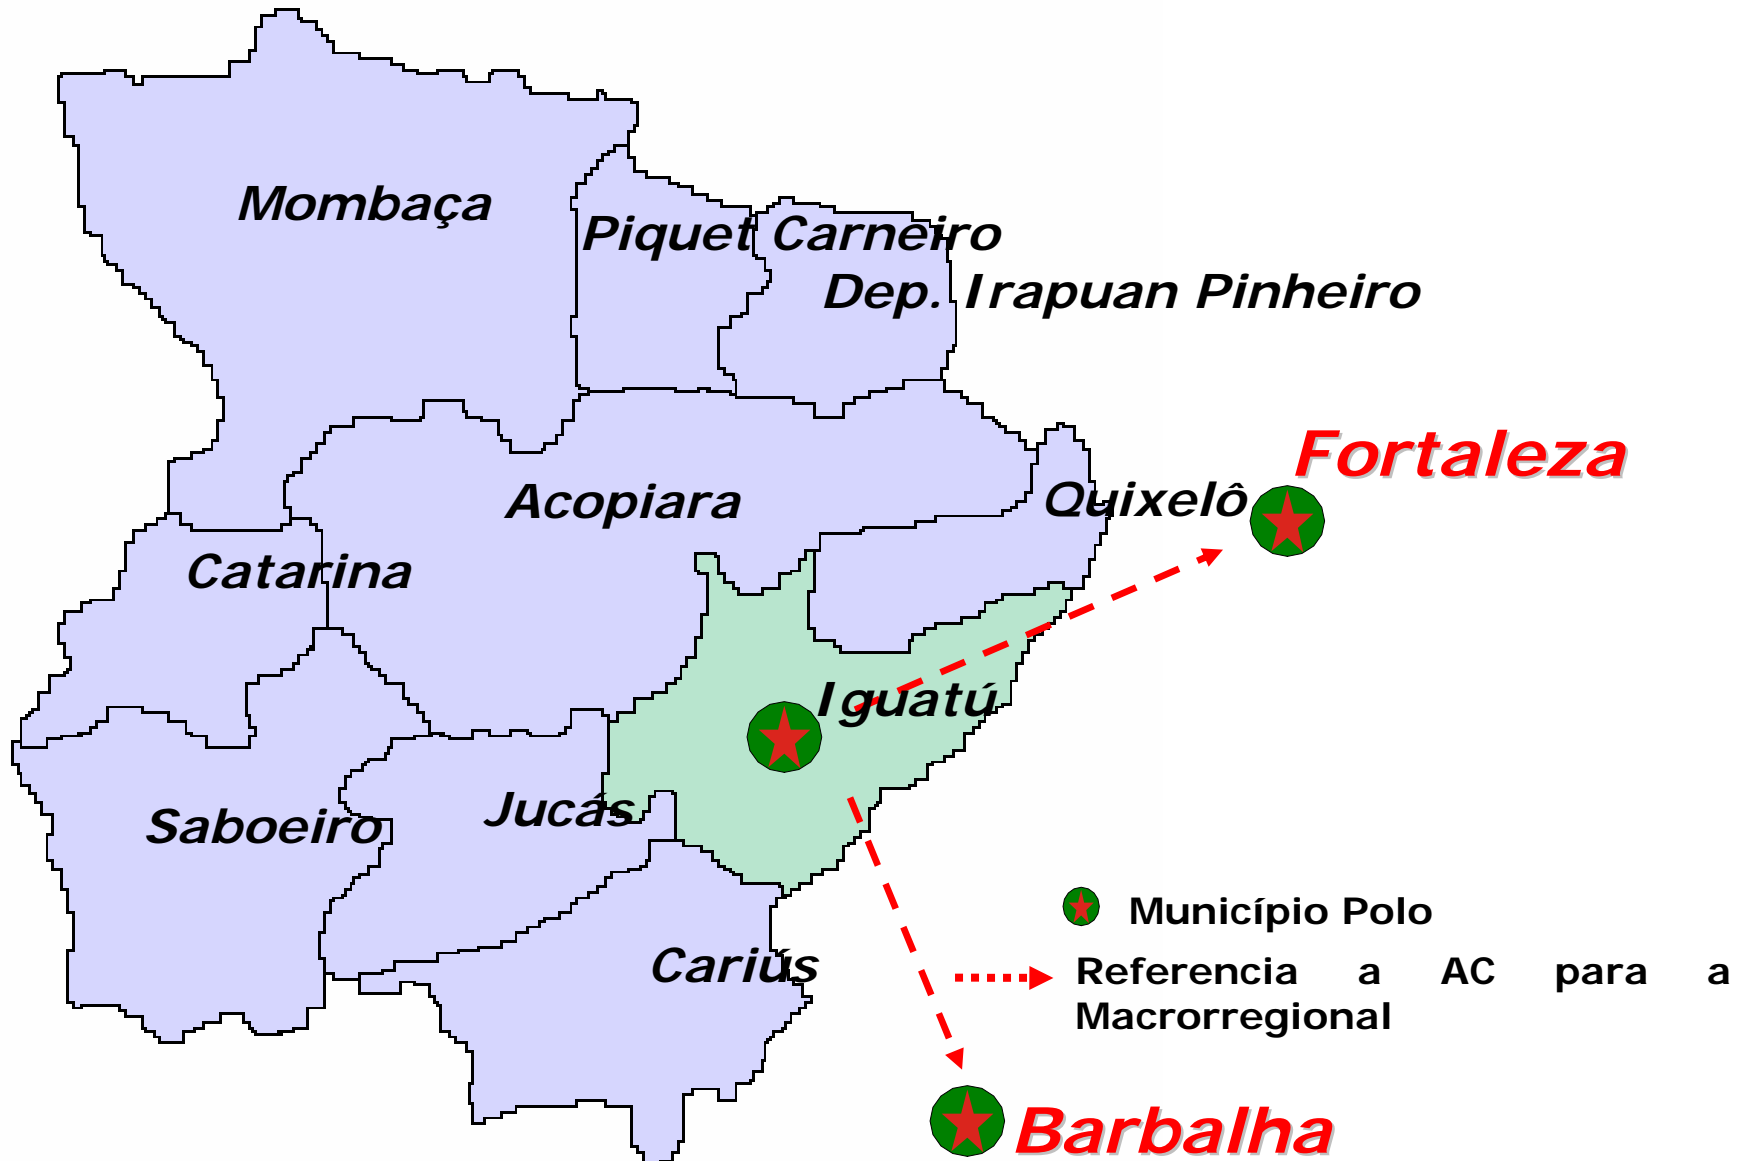 Mombaça
Piquet Carneiro
Dep. Irapuan Pinheiro
Fortaleza
Acopiara
Quixelô
Catarina
Iguatú
Jucás
Saboeiro
Município Polo
Cariús
Referencia a AC para a
Macrorregional
Barbalha